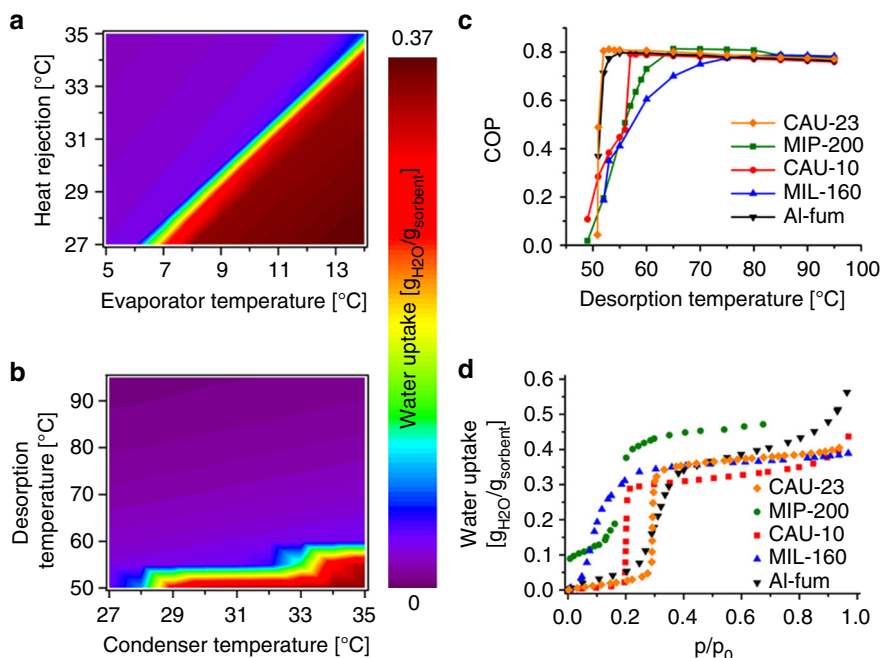 a
Heat rejection [°C]
35
33
31
29
27
5
7
9
11
13
Evaporator temperature [°C]
0.37
Water uptake [gH2O/gsorbent]
0
b
Desorption
temperature [°C]
90
80
70
60
50
27
29
31
33
35
Condenser temperature [°C]
c
COP
0.8
0.6
0.4
0.2
0.0
50
60
70
80
90
100
Desorption temperature [°C]
CAU-23
MIP-200
CAU-10
MIL-160
Al-fum
d
Water uptake
[gH2O/gsorbent]
0.6
0.5
0.4
0.3
0.2
0.1
0.0
0.0
0.2
0.4
0.6
0.8
1.0
p/p0
CAU-23
MIP-200
CAU-10
MIL-160
Al-fum